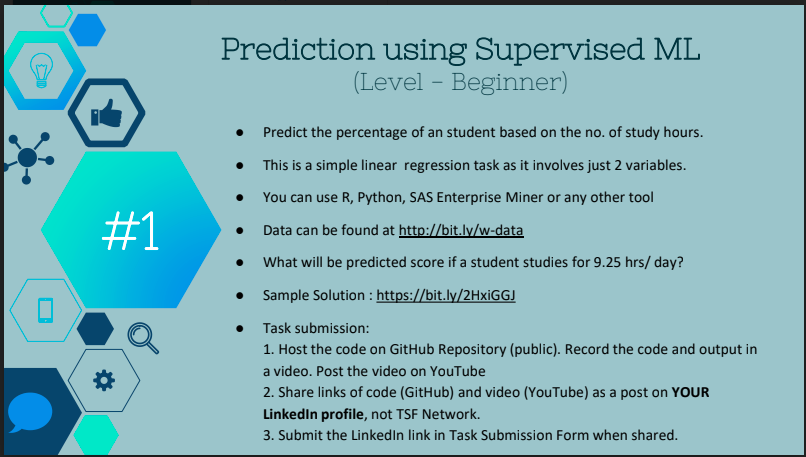 Prediction using Supervised ML
(Level – Beginner)
● Predict the percentage of an student based on the no. of study hours.
● This is a simple linear regression task as it involves just 2 variables.
● You can use R, Python, SAS Enterprise Miner or any other tool
#1
● Data can be found at http://bit.ly/w-data
● What will be predicted score if a student studies for 9.25 hrs/ day?
● Sample Solution : https://bit.ly/2HxiGGJ
● Task submission:
1. Host the code on GitHub Repository (public). Record the code and output in
a video. Post the video on YouTube
2. Share links of code (GitHub) and video (YouTube) as a post on YOUR
LinkedIn profile, not TSF Network.
3. Submit the LinkedIn link in Task Submission Form when shared.